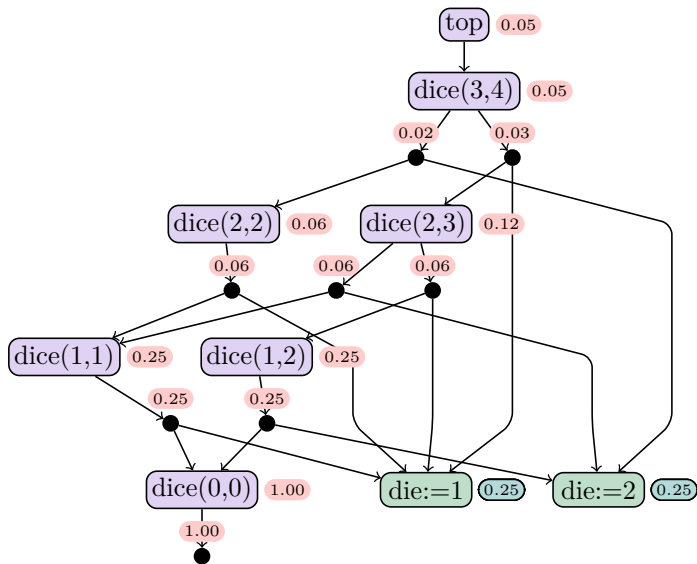 top 0.05
dice(3,4) 0.05
0.02 0.03
dice(2,2) 0.06 dice(2,3) 0.12
0.06 0.06 0.06
dice(1,1) 0.25 dice(1,2) 0.25
0.25 0.25
dice(0,0) 1.00 die:=1 0.25 die:=2 0.25
1.00